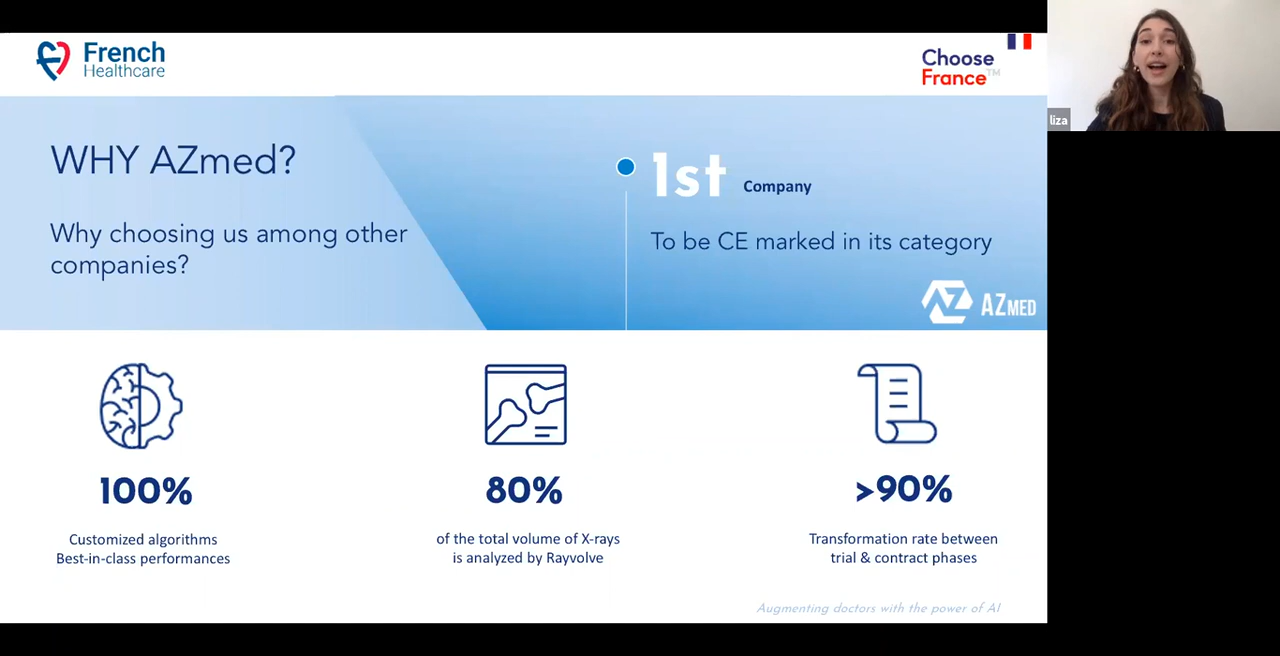 French
Healthcare
Choose
France™
liza
WHY AZmed?
Why choosing us among other
companies?
1st Company
To be CE marked in its category
AZ
AZMED
100%
Customized algorithms
Best-in-class performances
80%
of the total volume of X-rays
is analyzed by Rayvolve
>90%
Transformation rate between
trial & contract phases
Augmenting doctors with the power of AI